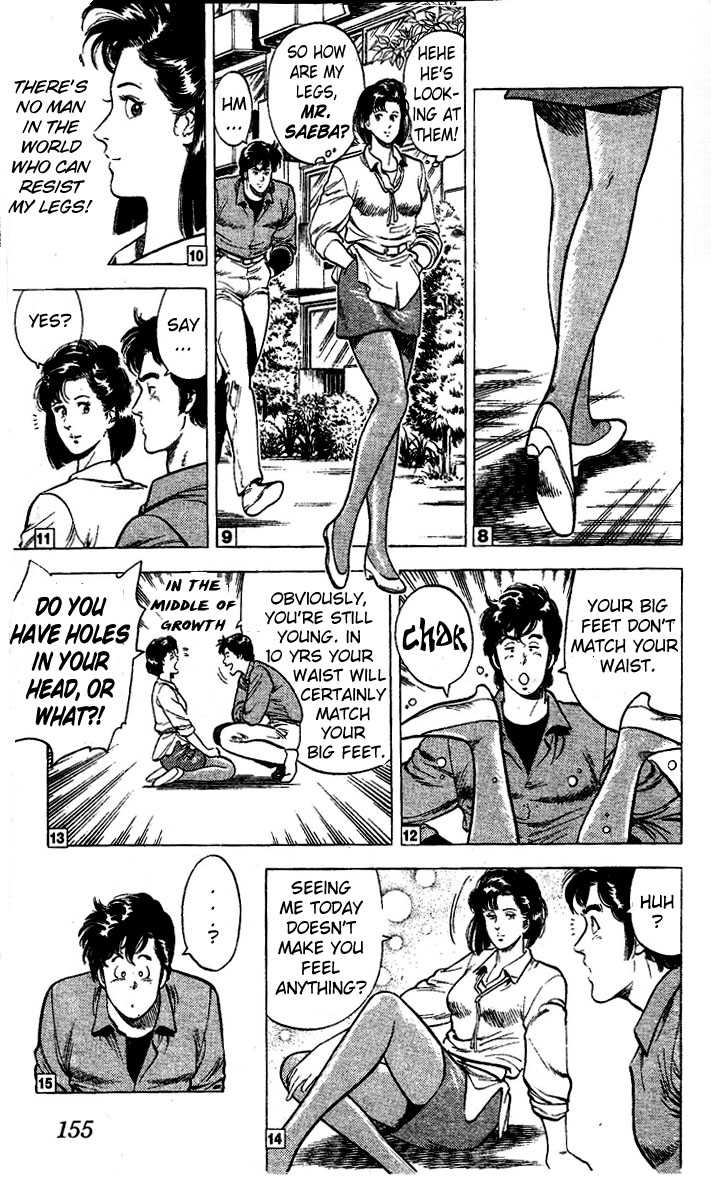 8
HEHE
HE'S
LOOK-
ING
AT
THEM!
SO HOW
ARE MY
LEGS,
MR.
SAEBA?
HM
...
9
THERE'S
NO MAN
IN THE
WORLD
WHO CAN
RESIST
MY LEGS!
10
SAY
...
YES?
11
YOUR BIG
FEET DON'T
MATCH YOUR
WAIST.
CHAK
12
OBVIOUSLY,
YOU'RE STILL
YOUNG. IN
10 YRS YOUR
WAIST WILL
CERTAINLY
MATCH
YOUR
BIG FEET.
IN THE
MIDDLE OF
GROWTH
DO YOU
HAVE HOLES
IN YOUR
HEAD, OR
WHAT?!
13
HUH
?
SEEING
ME TODAY
DOESN'T
MAKE YOU
FEEL
ANYTHING?
14
...
?
15
155